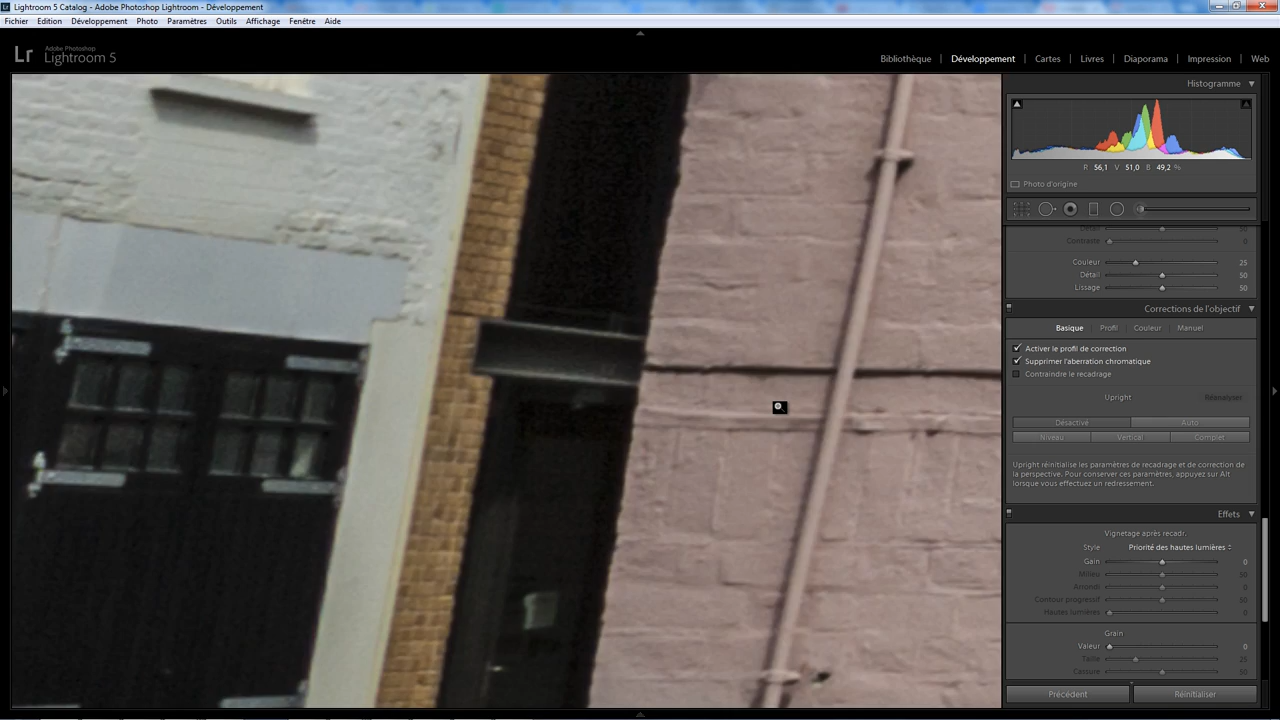 Lightroom 5 Catalog - Adobe Photoshop Lightroom - Développement
Fichier Edition Développement Photo Paramètres Outils Affichage Fenêtre Aide
Lr Adobe Photoshop
Lightroom 5
Bibliothèque | Développement | Cartes | Livres | Diaporama | Impression | Web
Histogramme
R 56,1 V 51,0 B 49,2 %
Photo d'origine
Détail 50
Contraste 0
Couleur 25
Détail 50
Lissage 50
Corrections de l'objectif
Basique | Profil | Couleur | Manuel
Activer le profil de correction
Supprimer l'aberration chromatique
Contraindre le recadrage
Upright Réanalyser
Désactivé Auto
Niveau Vertical Complet
Upright réinitialise les paramètres de recadrage et de correction de
la perspective. Pour conserver ces paramètres, appuyez sur Alt
lorsque vous effectuez un redressement.
Effets
Vignetage après recadr.
Style Priorité des hautes lumières
Gain 0
Milieu 50
Arrondi 0
Contour progressif 50
Hautes lumières 0
Grain
Valeur 0
Taille 25
Cassure 50
Précédent Réinitialiser